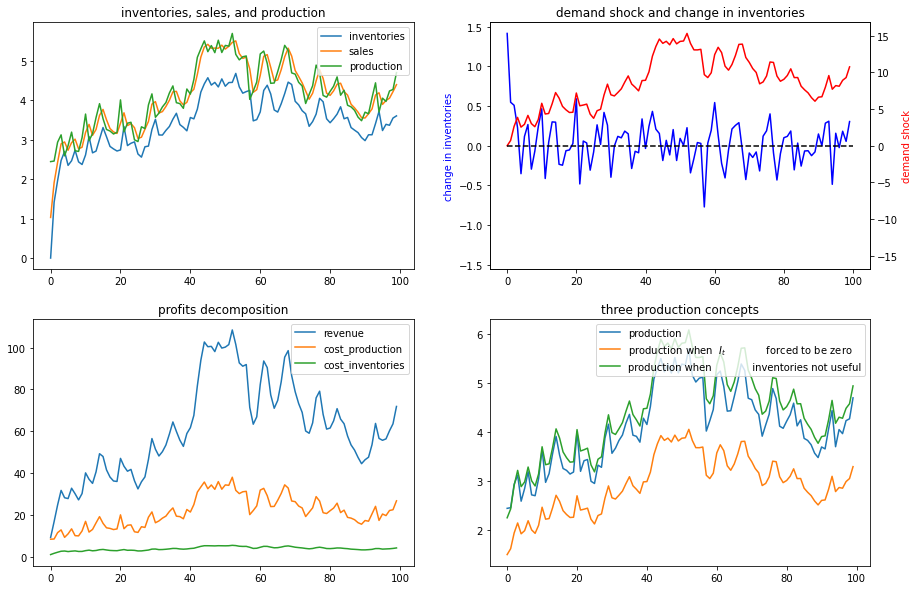 inventories, sales, and production
inventories
sales
production
5
4
3
2
1
0
0 20 40 60 80 100
demand shock and change in inventories
1.5
1.0
0.5
0.0
−0.5
−1.0
−1.5
change in inventories
15
10
5
0
−5
−10
−15
demand shock
0 20 40 60 80 100
profits decomposition
revenue
cost_production
cost_inventories
100
80
60
40
20
0
0 20 40 60 80 100
three production concepts
production
production when I_t forced to be zero
production when inventories not useful
6
5
4
3
2
0 20 40 60 80 100